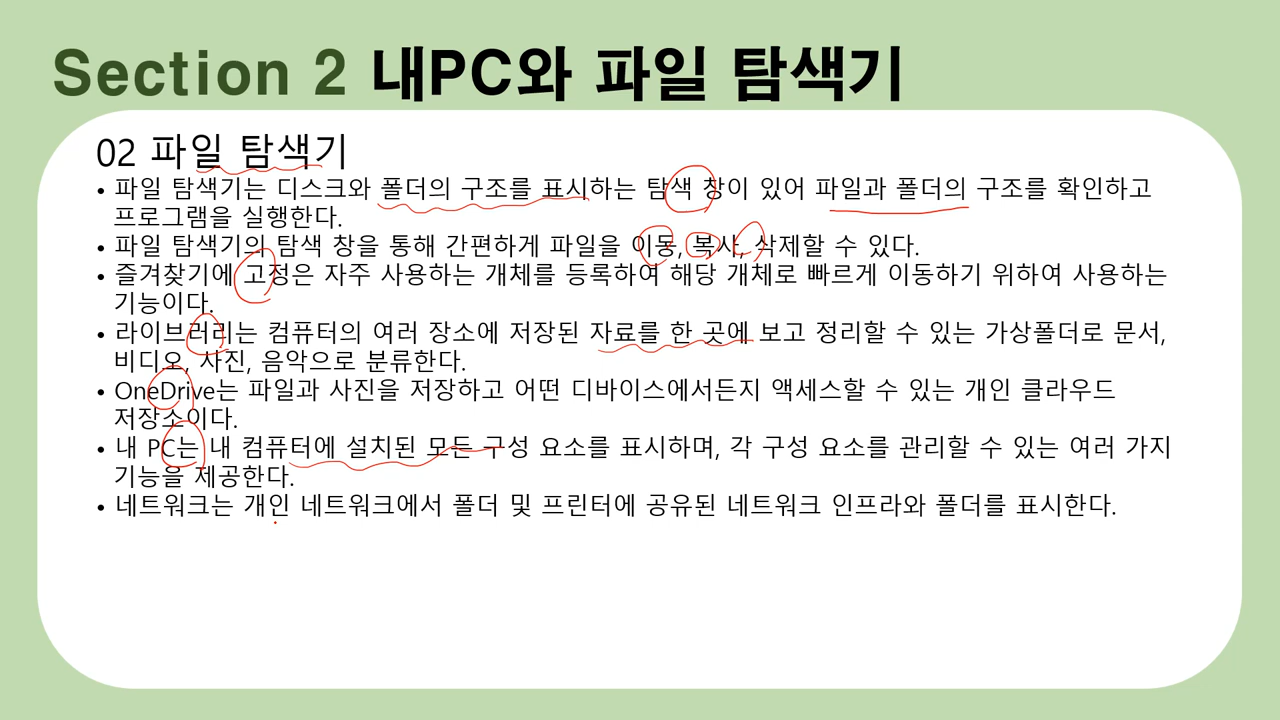 Section 2 내PC와 파일 탐색기
02 파일 탐색기
• 파일 탐색기는 디스크와 폴더의 구조를 표시하는 탐색 창이 있어 파일과 폴더의 구조를 확인하고
프로그램을 실행한다.
• 파일 탐색기의 탐색 창을 통해 간편하게 파일을 이동, 복사, 삭제할 수 있다.
• 즐겨찾기에 고정은 자주 사용하는 개체를 등록하여 해당 개체로 빠르게 이동하기 위하여 사용하는
기능이다.
• 라이브러리는 컴퓨터의 여러 장소에 저장된 자료를 한 곳에 보고 정리할 수 있는 가상폴더로 문서,
비디오, 사진, 음악으로 분류한다.
• OneDrive는 파일과 사진을 저장하고 어떤 디바이스에서든지 액세스할 수 있는 개인 클라우드
저장소이다.
• 내 PC는 내 컴퓨터에 설치된 모든 구성 요소를 표시하며, 각 구성 요소를 관리할 수 있는 여러 가지
기능을 제공한다.
• 네트워크는 개인 네트워크에서 폴더 및 프린터에 공유된 네트워크 인프라와 폴더를 표시한다.